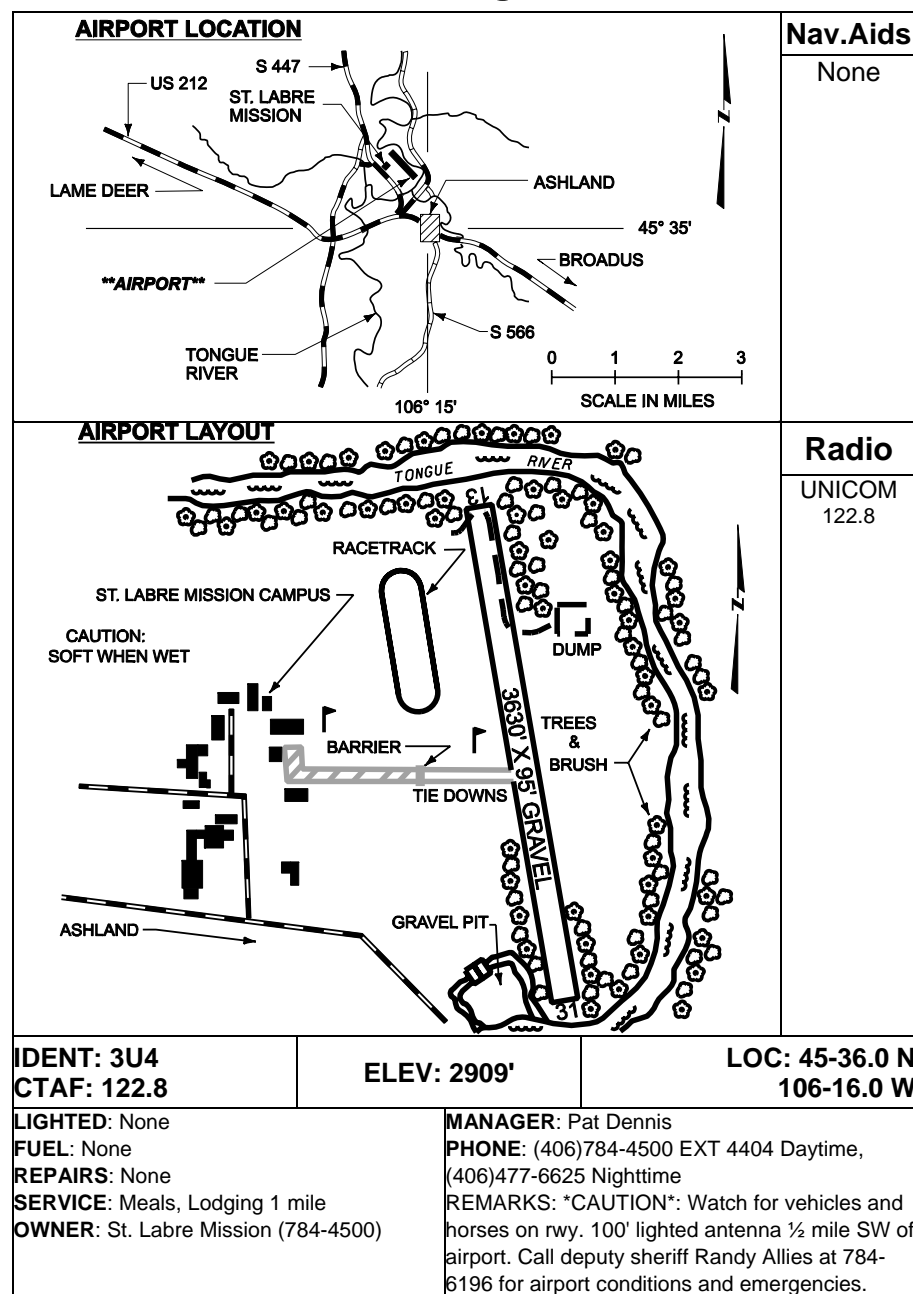 AIRPORT LOCATION
Nav.Aids
None
S 447
US 212
ST. LABRE
MISSION
N
LAME DEER
ASHLAND
45° 35'
**AIRPORT**
BROADUS
S 566
TONGUE
RIVER
0 1 2 3
SCALE IN MILES
106° 15'
AIRPORT LAYOUT
Radio
UNICOM
122.8
TONGUE RIVER
13
RACETRACK
ST. LABRE MISSION CAMPUS
N
CAUTION:
SOFT WHEN WET
DUMP
3630' X 95' GRAVEL
TREES
&
BRUSH
BARRIER
TIE DOWNS
GRAVEL PIT
ASHLAND
31
IDENT: 3U4
CTAF: 122.8
ELEV: 2909'
LOC: 45-36.0 N
106-16.0 W
LIGHTED: None
FUEL: None
REPAIRS: None
SERVICE: Meals, Lodging 1 mile
OWNER: St. Labre Mission (784-4500)
MANAGER: Pat Dennis
PHONE: (406)784-4500 EXT 4404 Daytime,
(406)477-6625 Nighttime
REMARKS: *CAUTION*: Watch for vehicles and
horses on rwy. 100' lighted antenna ½ mile SW of
airport. Call deputy sheriff Randy Allies at 784-
6196 for airport conditions and emergencies.